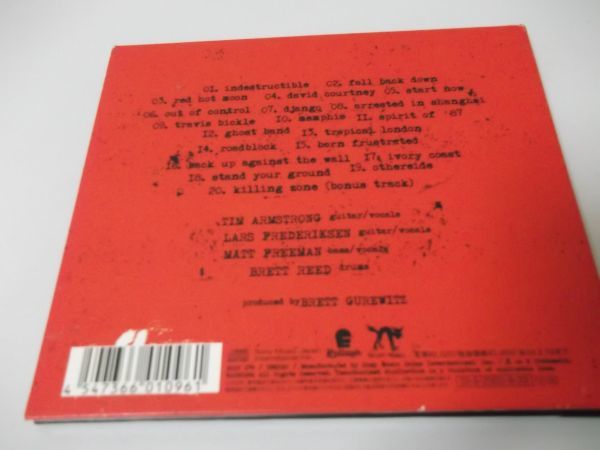 01. indestructible 02. fall back down
03. red hot moon 04. david courtney 05. start now
06. out of control 07. django 08. arrested in shanghai
09. travis bickle 10. memphis 11. spirit of '87
12. ghost band 13. tropical london
14. roadblock 15. born frustrated
16. back up against the wall 17. ivory coast
18. stand your ground 19. otherside
20. killing zone (bonus track)
TIM ARMSTRONG guitar/vocals
LARS FREDERIKSEN guitar/vocals
MATT FREEMAN bass/vocals
BRETT REED drums
produced by BRETT GUREWITZ
E
Epitaph
4 547366 010961